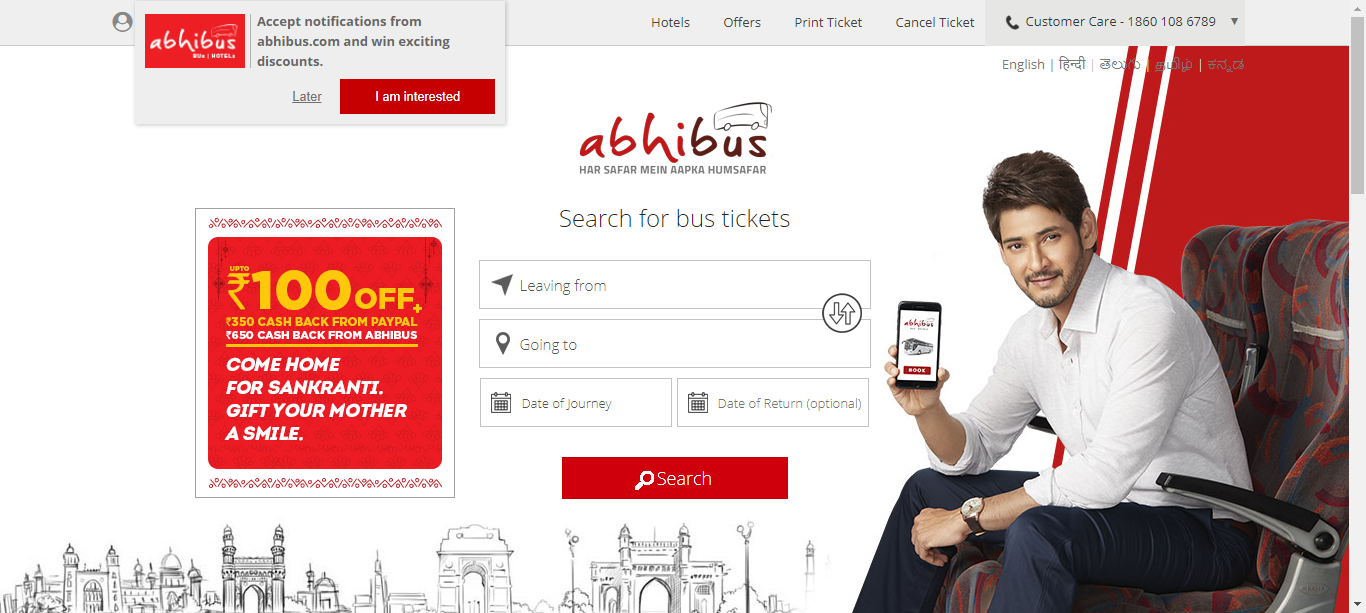 Accept notifications from
abhibus.com and win exciting
discounts.
abhibus
BUS | HOTELS
Later
I am interested
Hotels
Offers
Print Ticket
Cancel Ticket
Customer Care - 1860 108 6789
English | हिन्दी | తెలుగు | தமிழ் | ಕನ್ನಡ
abhibus
HAR SAFAR MEIN AAPKA HUMSAFAR
Search for bus tickets
UPTO
₹100 OFF+
₹350 CASH BACK FROM PAYPAL
₹650 CASH BACK FROM ABHIBUS
COME HOME
FOR SANKRANTI.
GIFT YOUR MOTHER
A SMILE.
Leaving from
Going to
Date of Journey
Date of Return (optional)
Search
abhibus
BOOK